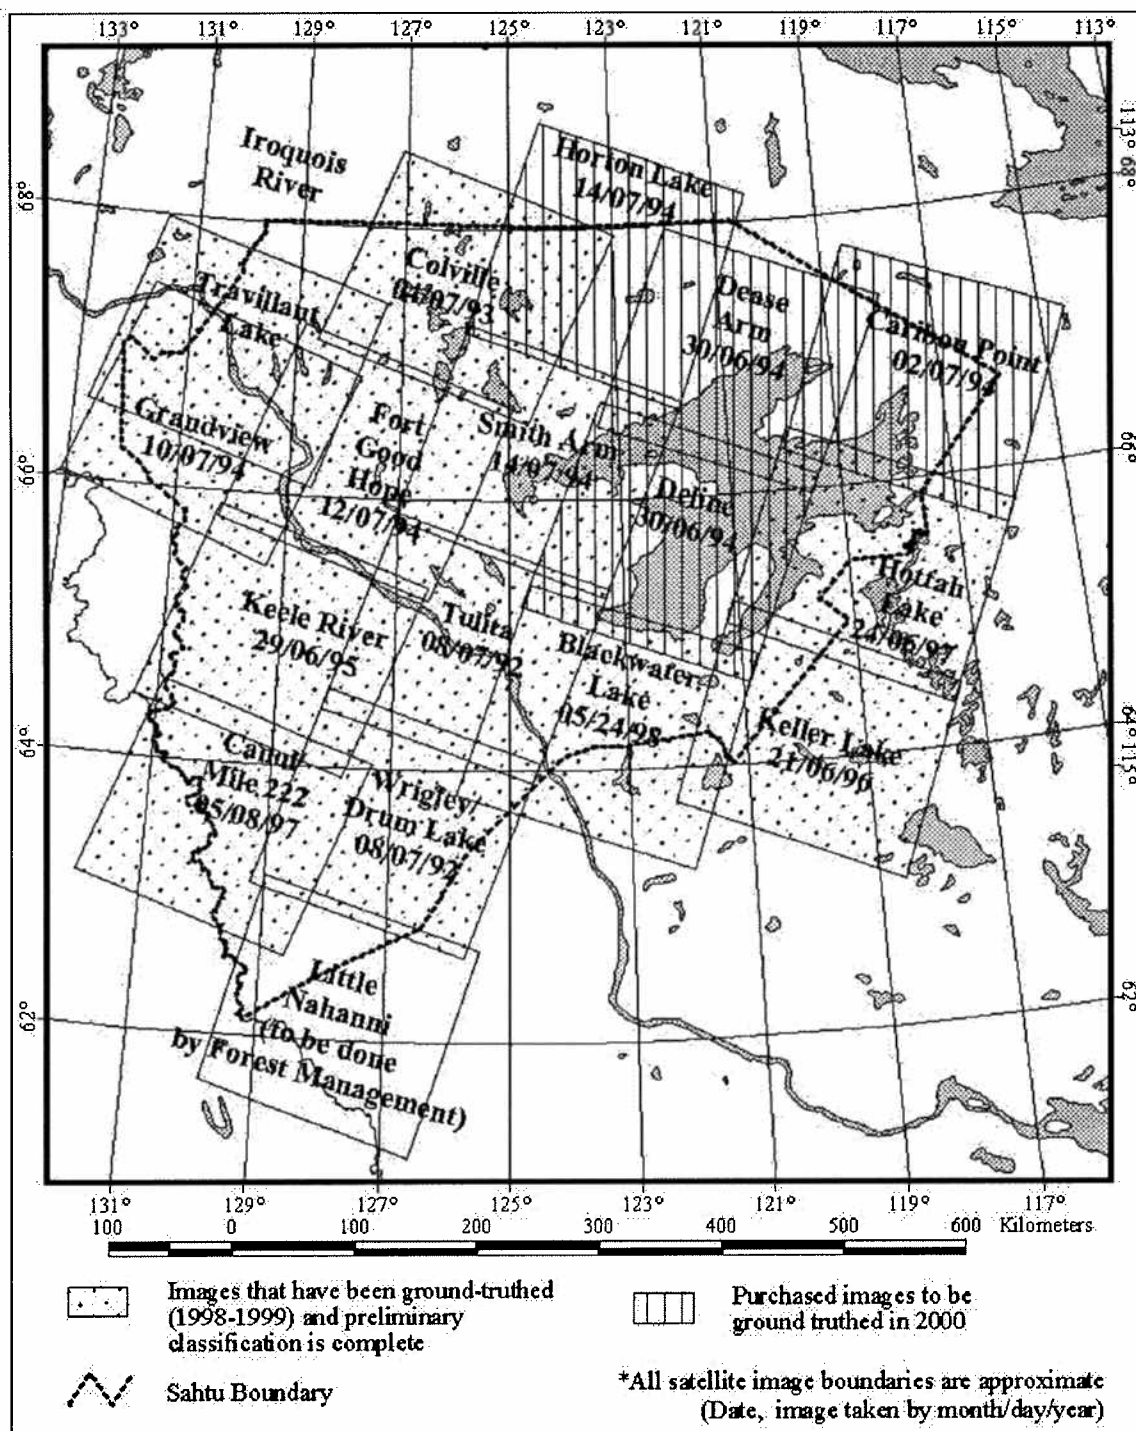 133° 131° 129° 127° 125° 123° 121° 119° 117° 115° 113°
113°
68°
68°
Iroquois
River
Horton Lake
14/07/94
Colville
04/07/93
Travillant
Lake
Dease
Arm
30/06/94
Caribou Point
02/07/94
Grandview
10/07/94
Fort
Good
Hope
12/07/94
Smith Arm
14/07/94
66°
66°
Deline
30/06/94
Hottah
Lake
24/06/97
Keele River
29/06/95
Tulita
08/07/92
Blackwater
Lake
05/24/98
Keller Lake
21/06/96
64°
64°
115°
Canol
Mile 222
05/08/97
Wrigley/
Drum Lake
08/07/92
62°
62°
Little
Nahanni
(to be done
by Forest Management)
131° 129° 127° 125° 123° 121° 119° 117°
100 0 100 200 300 400 500 600 Kilometers
Images that have been ground-truthed
(1998-1999) and preliminary
classification is complete
Purchased images to be
ground truthed in 2000
Sahtu Boundary
*All satellite image boundaries are approximate
(Date, image taken by month/day/year)